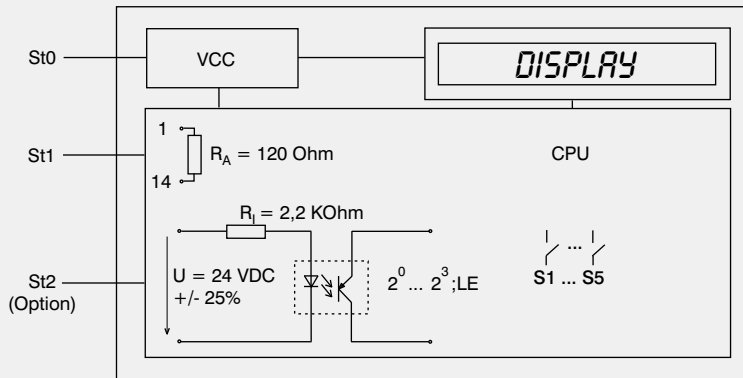 St0
VCC
DISPLAY
St1
1
14
R_A = 120 Ohm
CPU
R_I = 2,2 KOhm
St2
(Option)
U = 24 VDC
+/- 25%
2^0 ... 2^3 ;LE
...
S1 ... S5